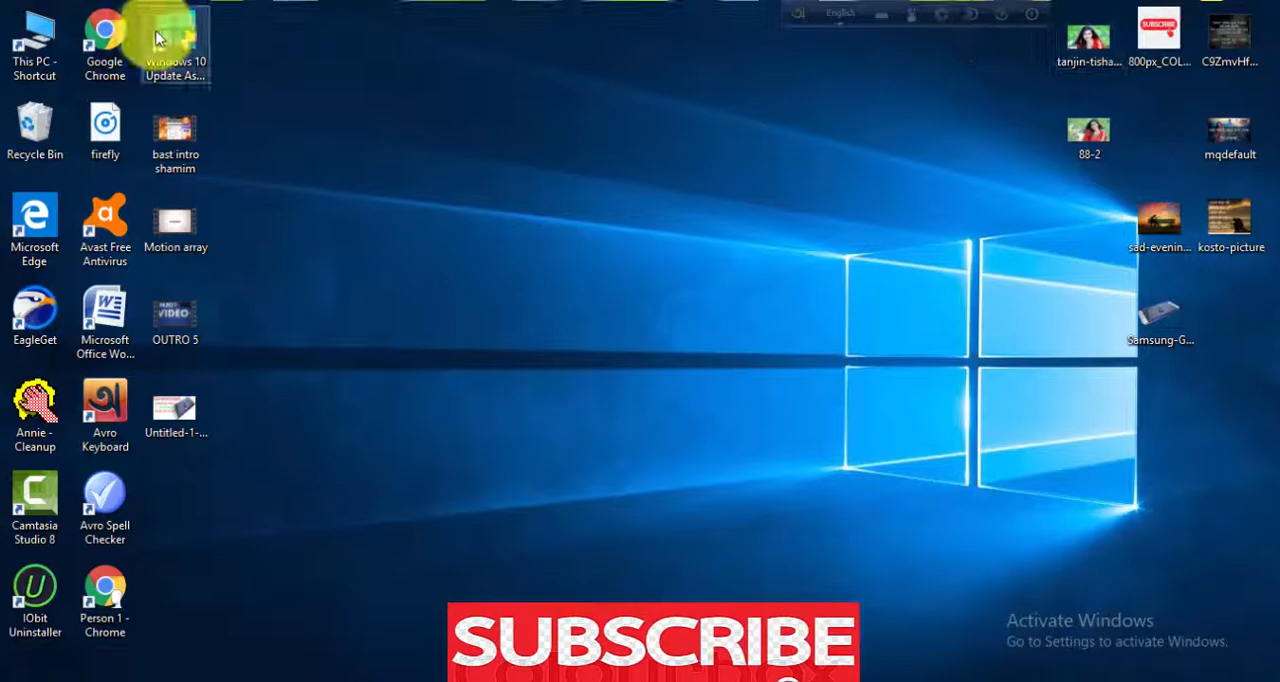 This PC -
Shortcut
Google
Chrome
Windows 10
Update As...
English
tanjin-tisha...
SUBSCRIBE
800px_COL...
C9ZmvHf...
Recycle Bin
firefly
bast intro
shamim
88-2
mqdefault
Microsoft
Edge
Avast Free
Antivirus
Motion array
sad-evenin...
kosto-picture
EagleGet
Microsoft
Office Wo...
VIDEO
OUTRO 5
Samsung-G...
Annie -
Cleanup
অ
Avro
Keyboard
Untitled-1-...
Camtasia
Studio 8
Avro Spell
Checker
IObit
Uninstaller
Person 1 -
Chrome
SUBSCRIBE
Activate Windows
Go to Settings to activate Windows.